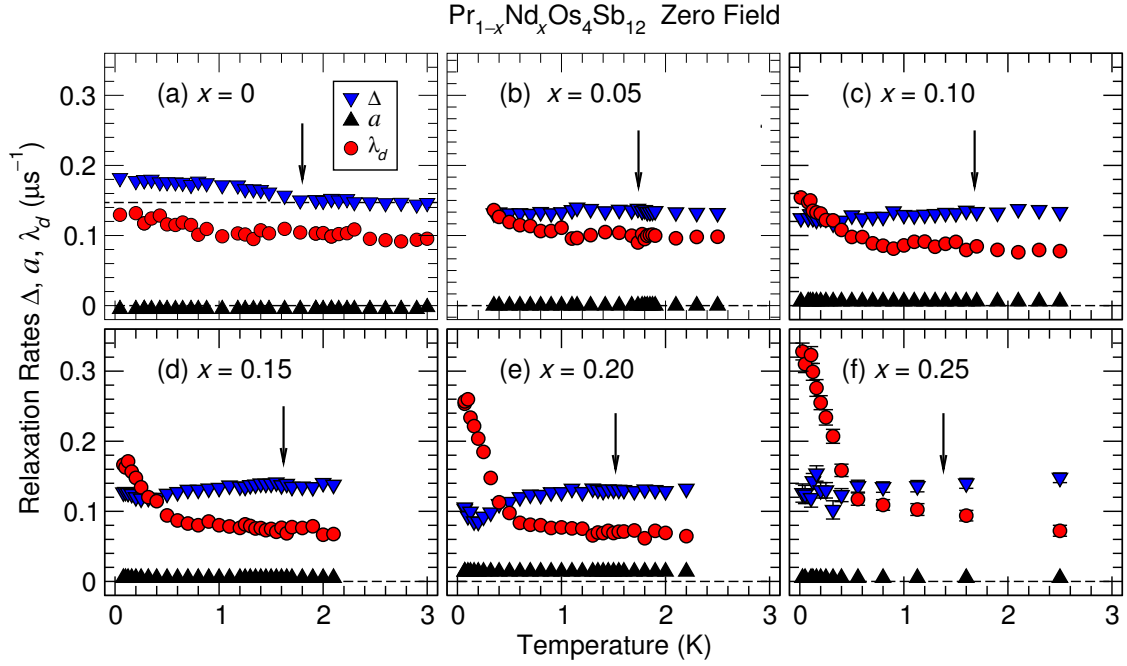 Pr1−xNdxOs4Sb12 Zero Field
Relaxation Rates Δ, a, λd (μs−1)
0.3
0.2
0.1
0
(a) x = 0
Δ
a
λd
(b) x = 0.05
(c) x = 0.10
0.3
0.2
0.1
0
(d) x = 0.15
(e) x = 0.20
(f) x = 0.25
0 1 2 3
0 1 2 3
0 1 2 3
Temperature (K)